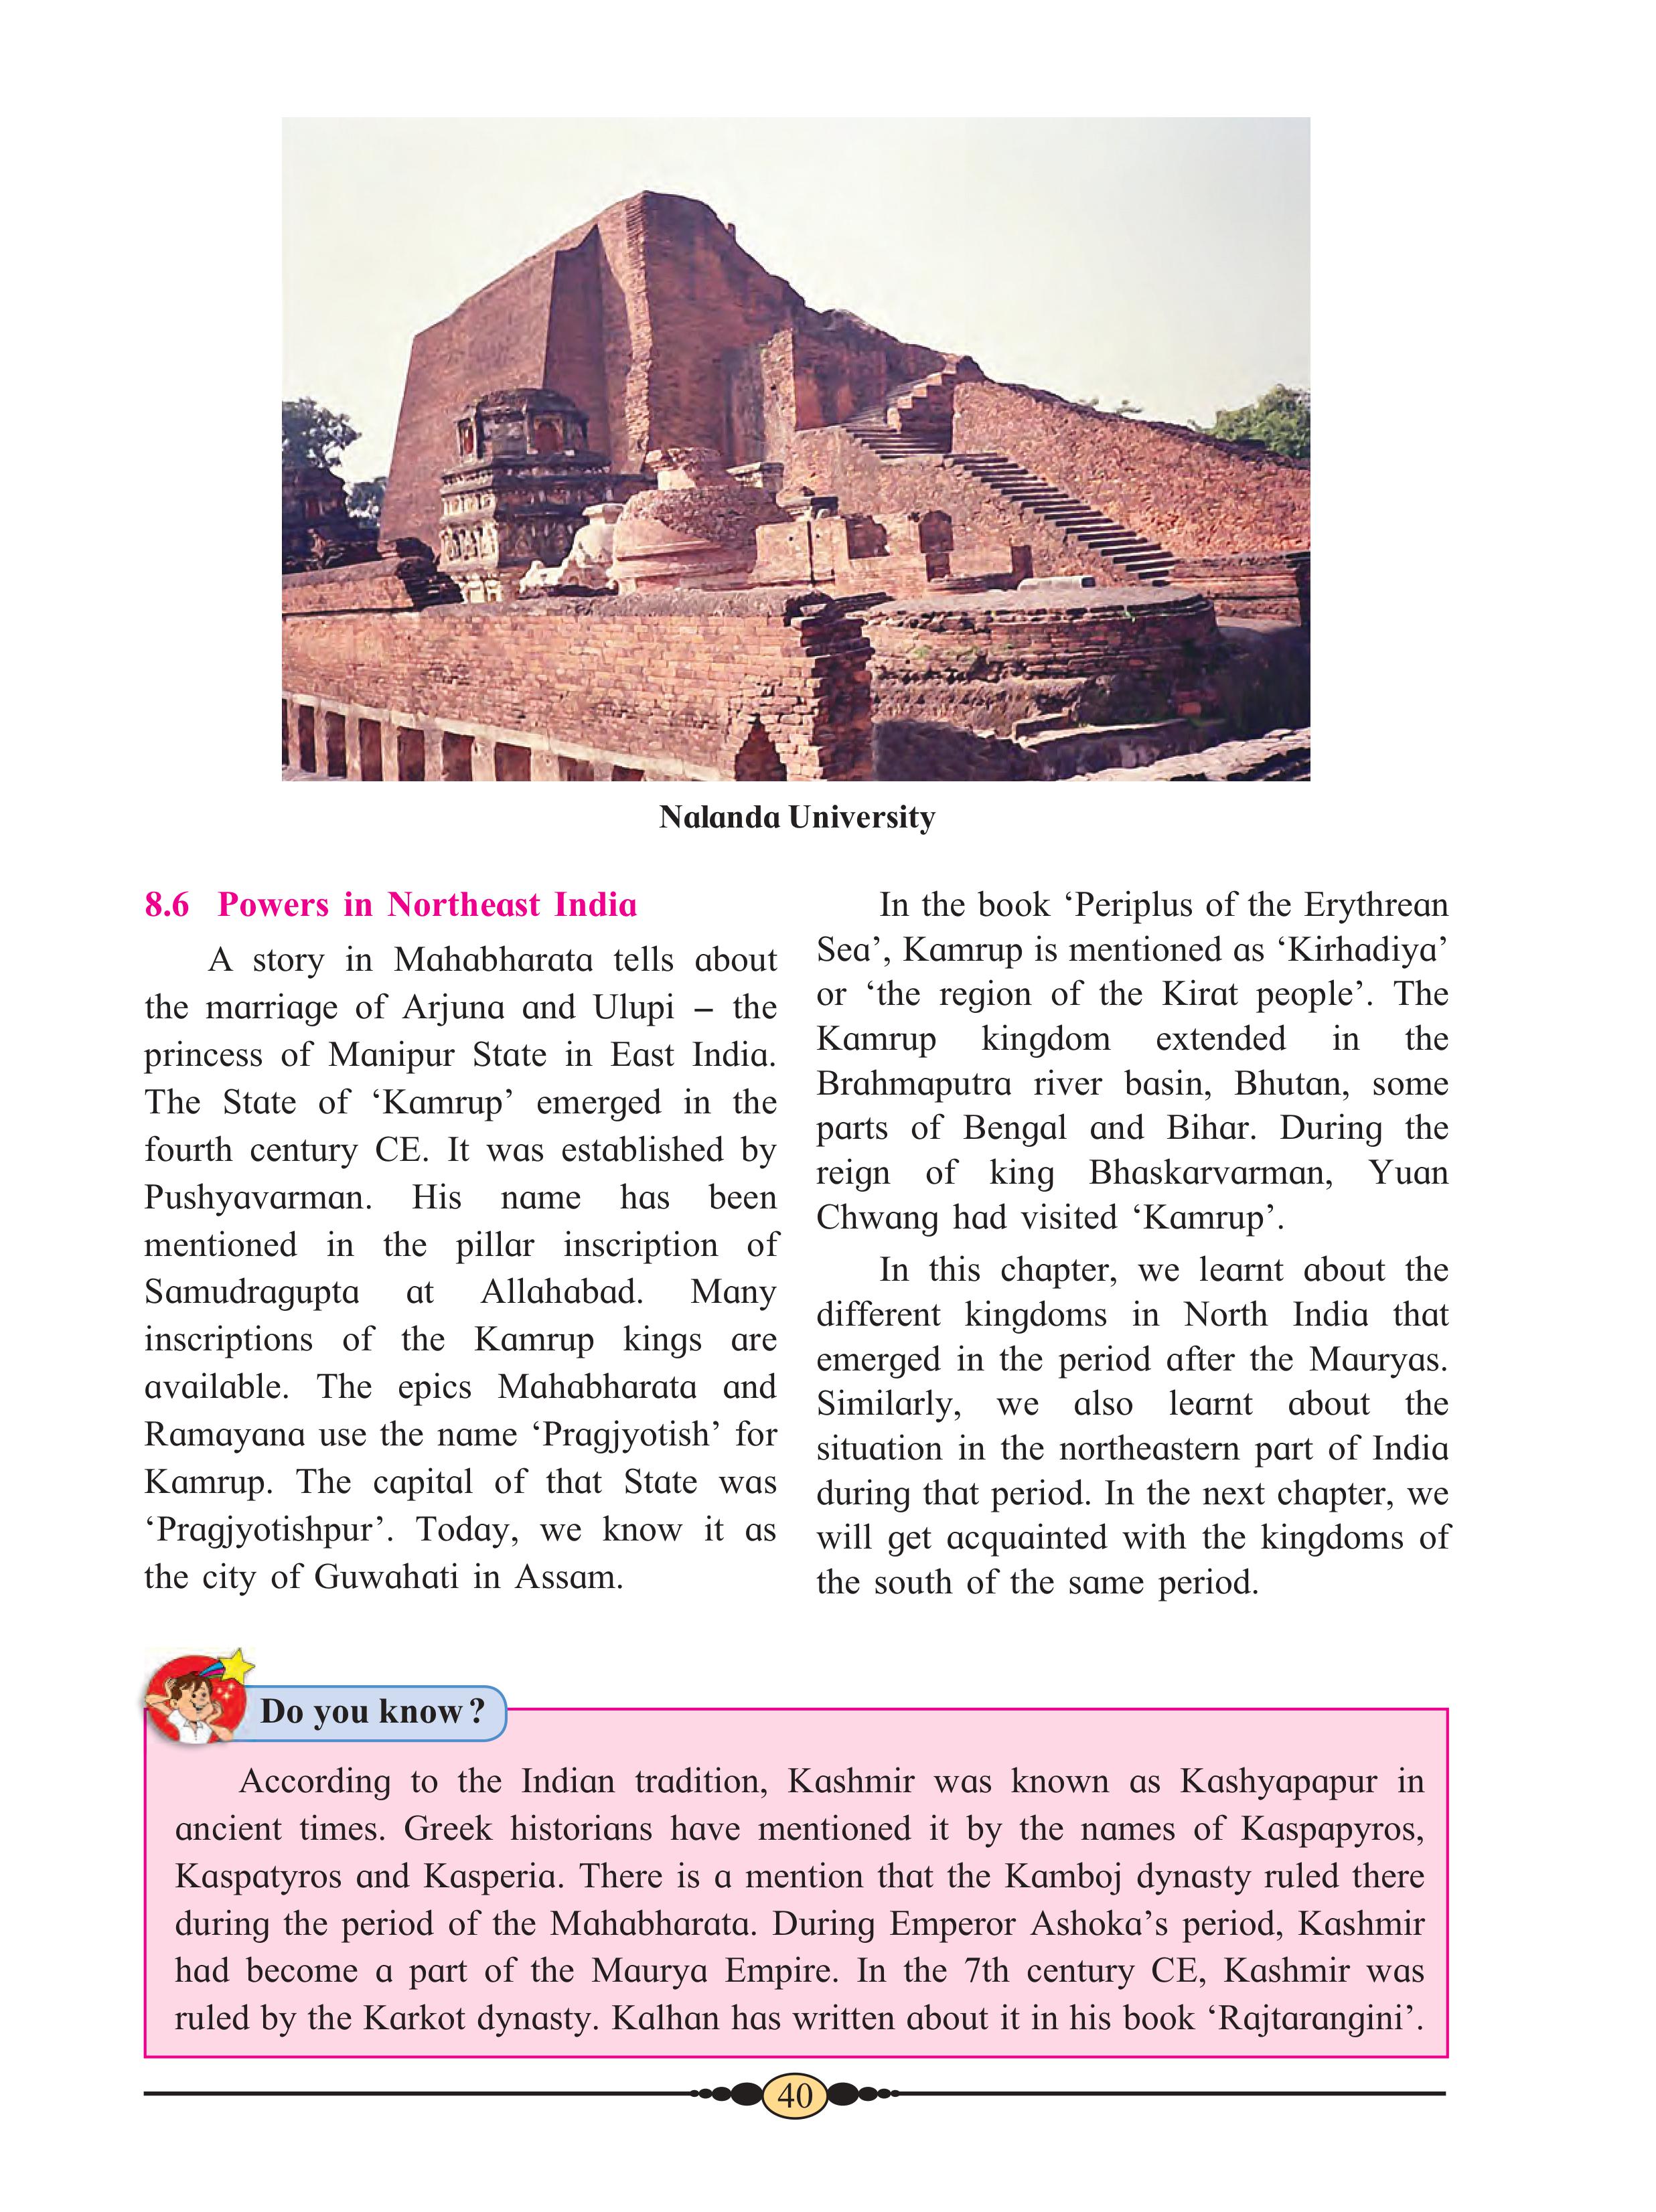 Nalanda University
8.6 Powers in Northeast India
A story in Mahabharata tells about
the marriage of Arjuna and Ulupi – the
princess of Manipur State in East India.
The State of ‘Kamrup’ emerged in the
fourth century CE. It was established by
Pushyavarman. His name has been
mentioned in the pillar inscription of
Samudragupta at Allahabad. Many
inscriptions of the Kamrup kings are
available. The epics Mahabharata and
Ramayana use the name ‘Pragjyotish’ for
Kamrup. The capital of that State was
‘Pragjyotishpur’. Today, we know it as
the city of Guwahati in Assam.
In the book ‘Periplus of the Erythrean
Sea’, Kamrup is mentioned as ‘Kirhadiya’
or ‘the region of the Kirat people’. The
Kamrup kingdom extended in the
Brahmaputra river basin, Bhutan, some
parts of Bengal and Bihar. During the
reign of king Bhaskarvarman, Yuan
Chwang had visited ‘Kamrup’.
In this chapter, we learnt about the
different kingdoms in North India that
emerged in the period after the Mauryas.
Similarly, we also learnt about the
situation in the northeastern part of India
during that period. In the next chapter, we
will get acquainted with the kingdoms of
the south of the same period.
Do you know ?
According to the Indian tradition, Kashmir was known as Kashyapapur in
ancient times. Greek historians have mentioned it by the names of Kaspapyros,
Kaspatyros and Kasperia. There is a mention that the Kamboj dynasty ruled there
during the period of the Mahabharata. During Emperor Ashoka’s period, Kashmir
had become a part of the Maurya Empire. In the 7th century CE, Kashmir was
ruled by the Karkot dynasty. Kalhan has written about it in his book ‘Rajtarangini’.
40